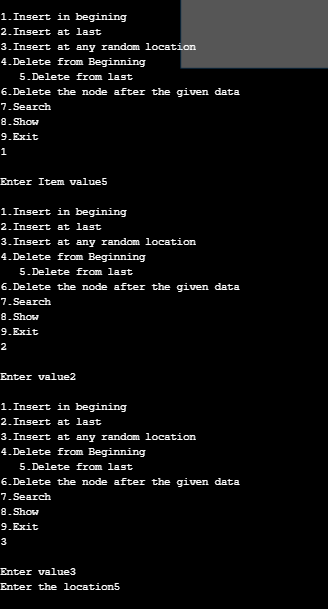 1.Insert in begining
2.Insert at last
3.Insert at any random location
4.Delete from Beginning
5.Delete from last
6.Delete the node after the given data
7.Search
8.Show
9.Exit
1
Enter Item value5
1.Insert in begining
2.Insert at last
3.Insert at any random location
4.Delete from Beginning
5.Delete from last
6.Delete the node after the given data
7.Search
8.Show
9.Exit
2
Enter value2
1.Insert in begining
2.Insert at last
3.Insert at any random location
4.Delete from Beginning
5.Delete from last
6.Delete the node after the given data
7.Search
8.Show
9.Exit
3
Enter value3
Enter the location5